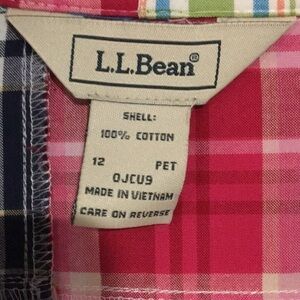 L.L.Bean®
SHELL:
100% COTTON
12 PET
OJCU9
MADE IN VIETNAM
CARE ON REVERSE